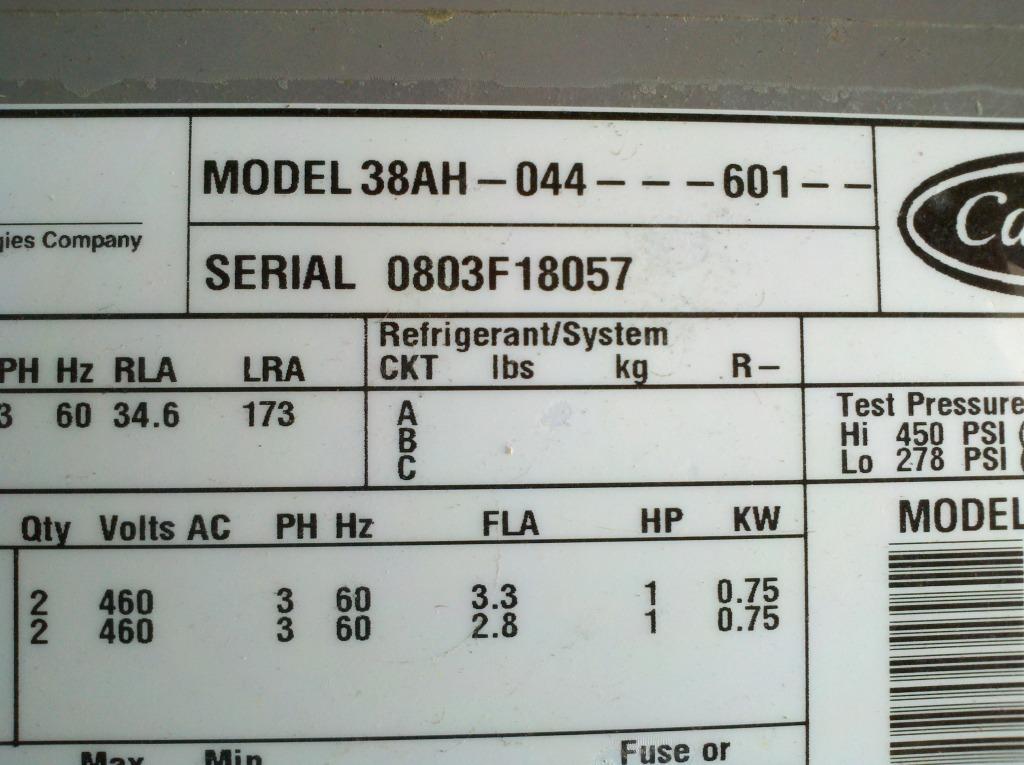 MODEL 38AH-044---601--
gies Company
SERIAL 0803F18057
PH Hz RLA LRA
3 60 34.6 173
Refrigerant/System
CKT lbs kg R-
A
B
C
Test Pressure
Hi 450 PSI
Lo 278 PSI
Qty Volts AC PH Hz FLA HP KW
2 460 3 60 3.3 1 0.75
2 460 3 60 2.8 1 0.75
MODEL
Max Min
Fuse or